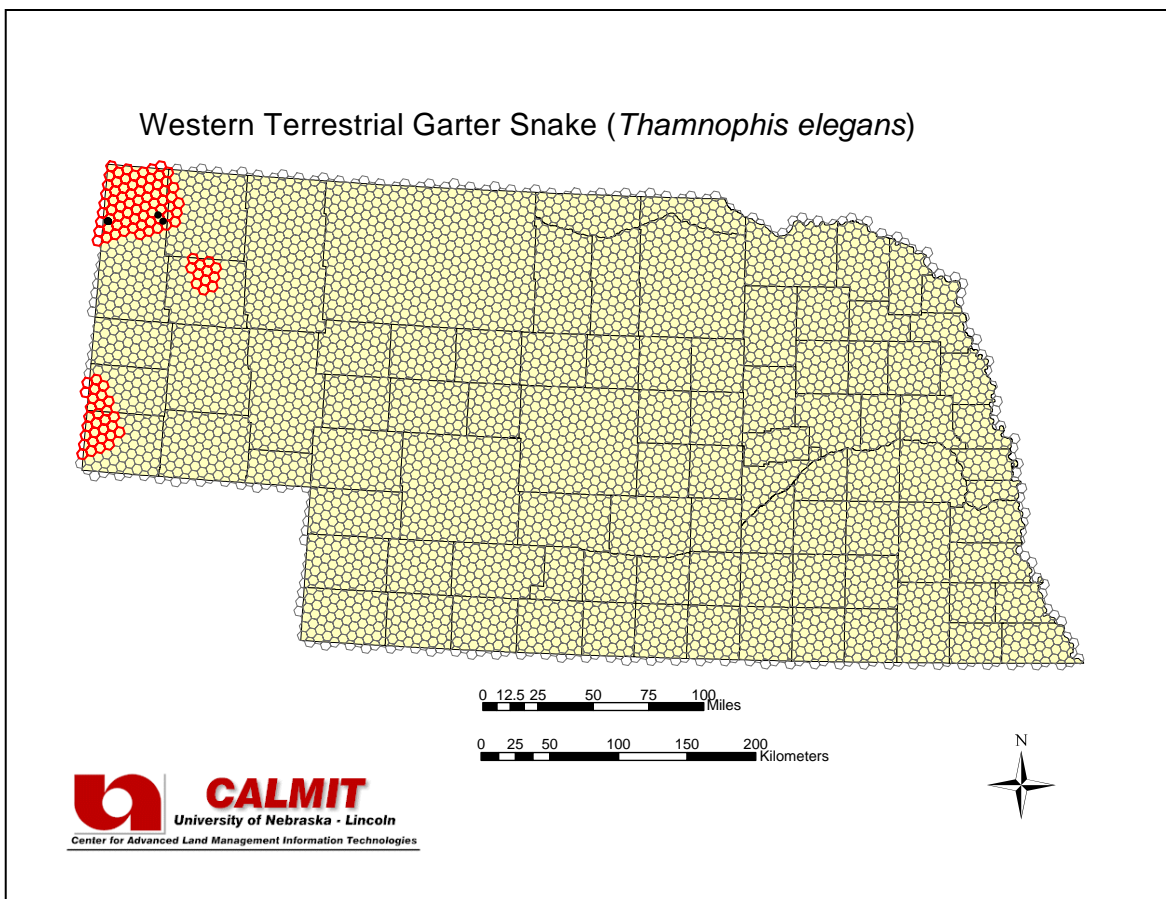 Western Terrestrial Garter Snake (Thamnophis elegans)
0 12.5 25 50 75 100
Miles
0 25 50 100 150 200
Kilometers
N
CALMIT
University of Nebraska - Lincoln
Center for Advanced Land Management Information Technologies